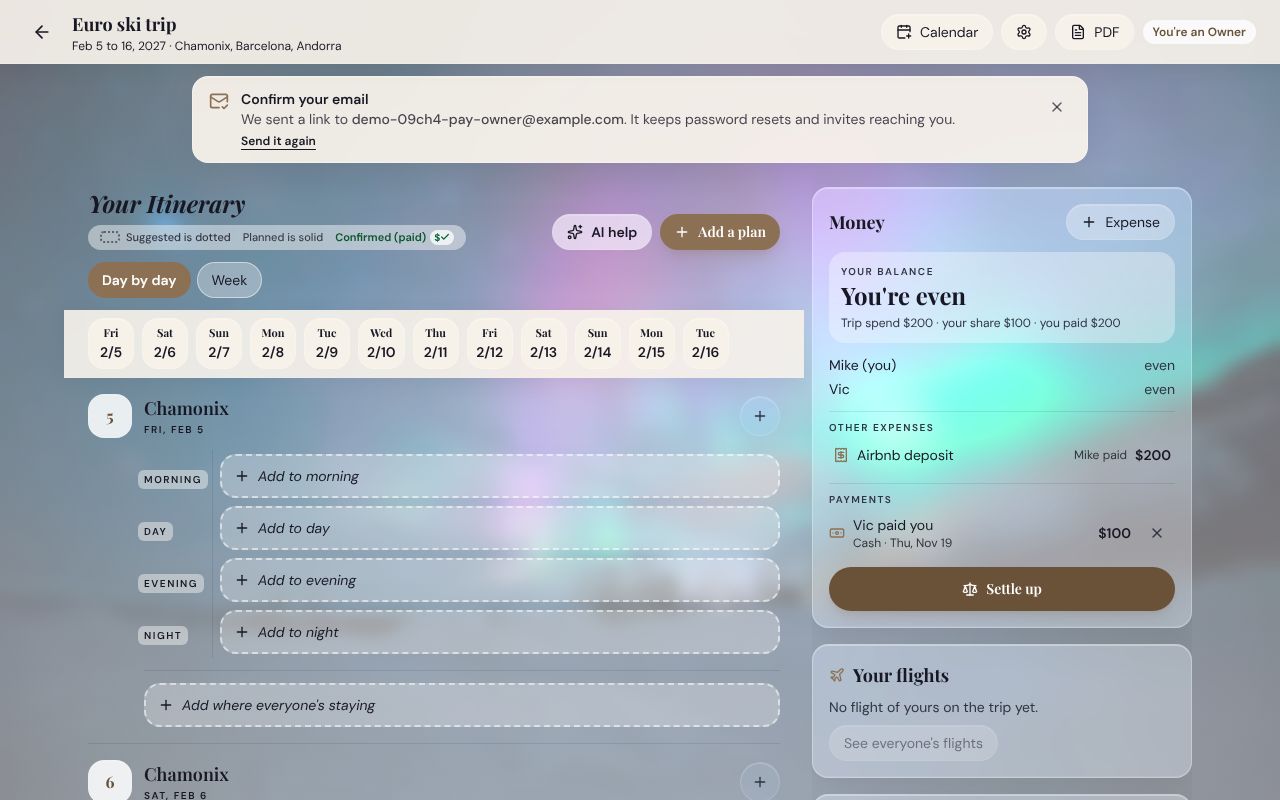 Euro ski trip
Feb 5 to 16, 2027 · Chamonix, Barcelona, Andorra
Calendar
PDF
You're an Owner
Confirm your email
We sent a link to demo-09ch4-pay-owner@example.com. It keeps password resets and invites reaching you.
Send it again
Your Itinerary
Suggested is dotted Planned is solid Confirmed (paid) $✓
AI help
+ Add a plan
Day by day
Week
Fri 2/5
Sat 2/6
Sun 2/7
Mon 2/8
Tue 2/9
Wed 2/10
Thu 2/11
Fri 2/12
Sat 2/13
Sun 2/14
Mon 2/15
Tue 2/16
5
Chamonix
FRI, FEB 5
+
MORNING
+ Add to morning
DAY
+ Add to day
EVENING
+ Add to evening
NIGHT
+ Add to night
+ Add where everyone's staying
6
Chamonix
SAT, FEB 6
+
Money
+ Expense
YOUR BALANCE
You're even
Trip spend $200 · your share $100 · you paid $200
Mike (you) even
Vic even
OTHER EXPENSES
Airbnb deposit Mike paid $200
PAYMENTS
Vic paid you $100
Cash · Thu, Nov 19
Settle up
Your flights
No flight of yours on the trip yet.
See everyone's flights